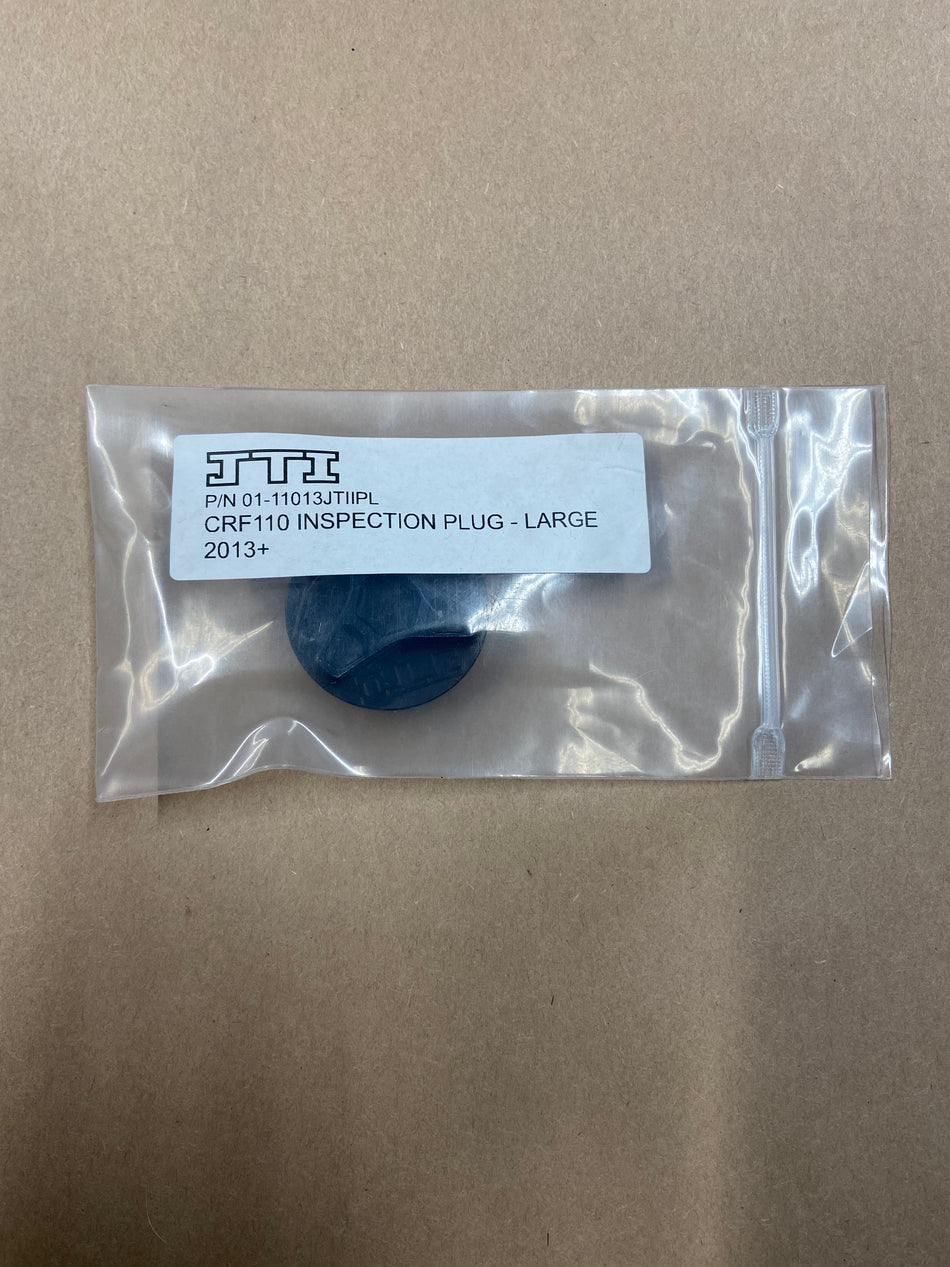 JTI
P/N 01-11013JTIIPL
CRF110 INSPECTION PLUG - LARGE
2013+